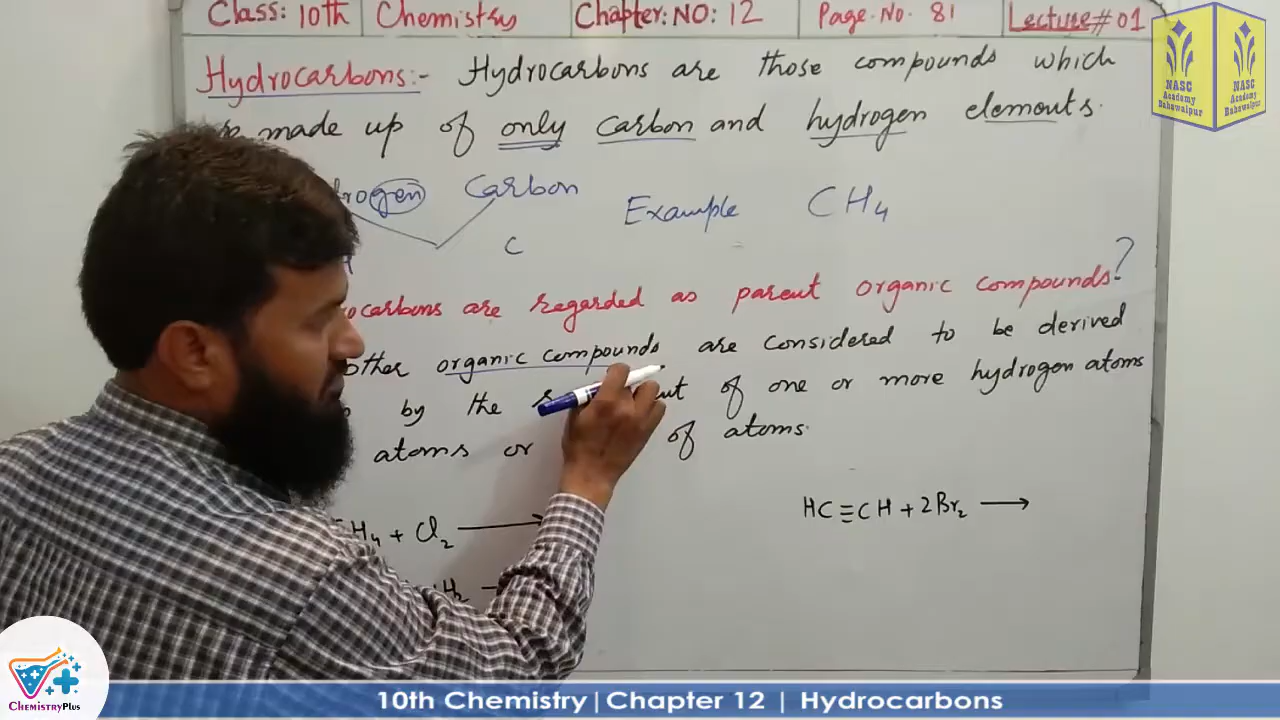 Class: 10th Chemistry Chapter: NO: 12 Page. No. 81 Lecture # 01
Hydrocarbons:- Hydrocarbons are those compounds which
made up of only carbon and hydrogen elements.
rogen Carbon Example CH4
C
ocarbons are regarded as parent organic compounds?
other organic compounds are considered to be derived
by the of one or more hydrogen atoms
atoms or of atoms.
HC≡CH + 2Br2 →
H4 + Cl2 →
H2
NASC Academy Bahawalpur
NASC Academy Bahawalpur
ChemistryPlus
10th Chemistry | Chapter 12 | Hydrocarbons